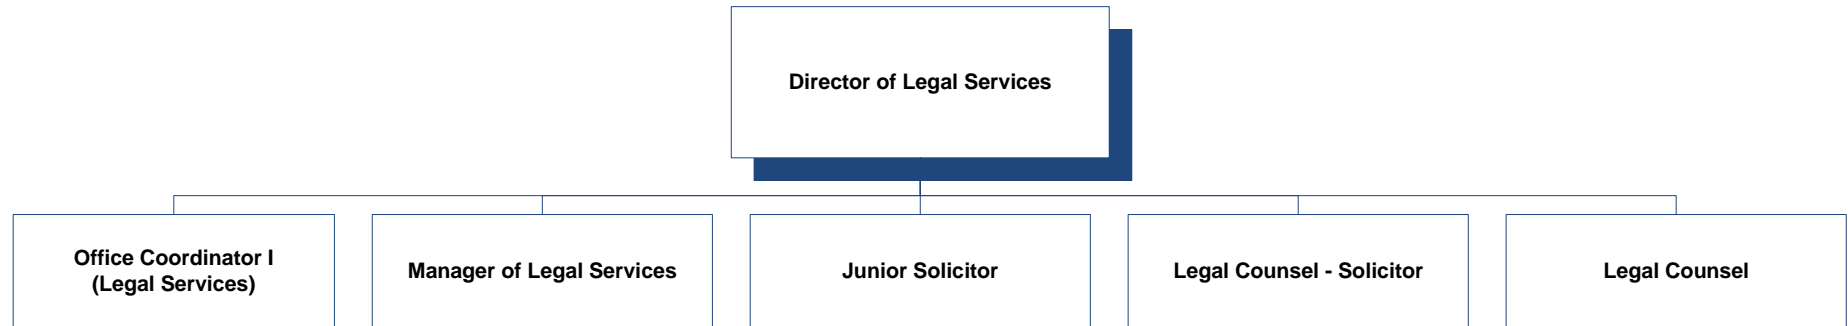 Director of Legal Services
Office Coordinator I
(Legal Services)
Manager of Legal Services
Junior Solicitor
Legal Counsel - Solicitor
Legal Counsel